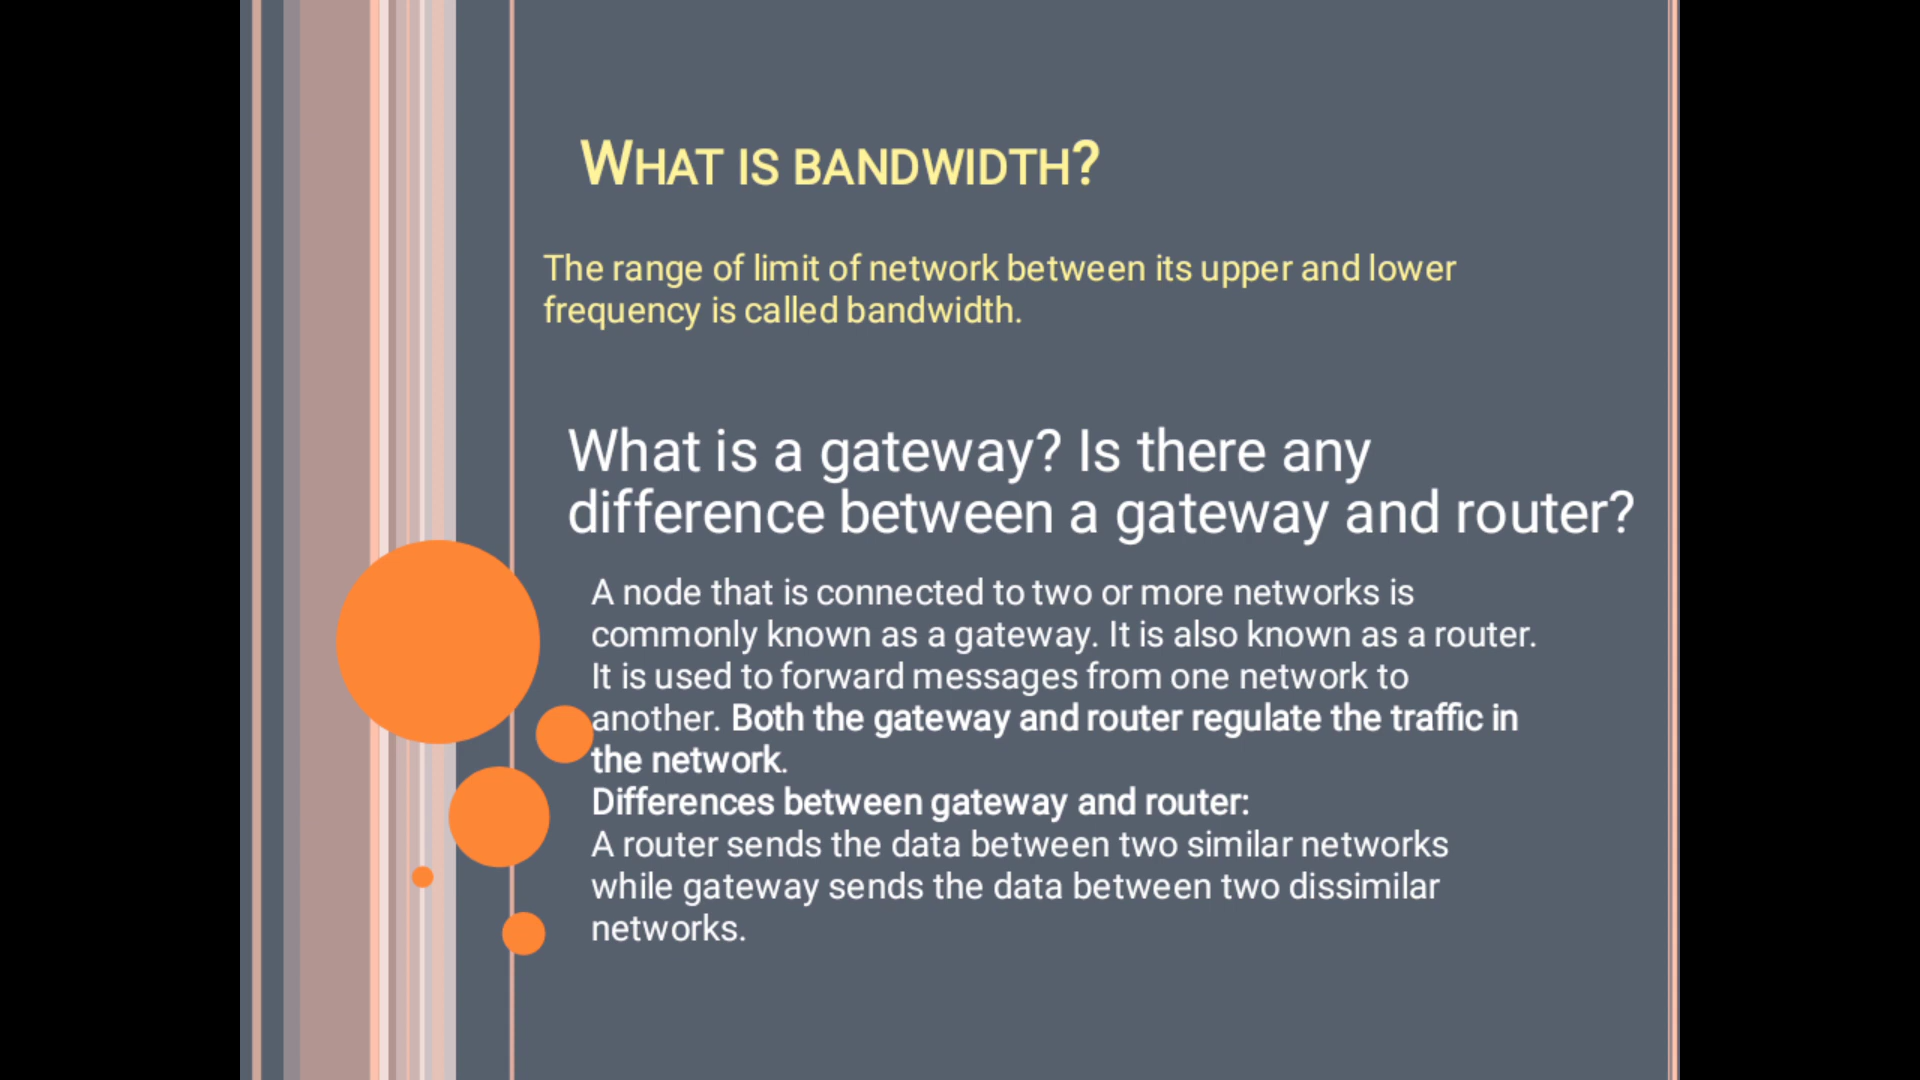 WHAT IS BANDWIDTH?
The range of limit of network between its upper and lower
frequency is called bandwidth.
What is a gateway? Is there any
difference between a gateway and router?
A node that is connected to two or more networks is
commonly known as a gateway. It is also known as a router.
It is used to forward messages from one network to
another. Both the gateway and router regulate the traffic in
the network.
Differences between gateway and router:
A router sends the data between two similar networks
while gateway sends the data between two dissimilar
networks.